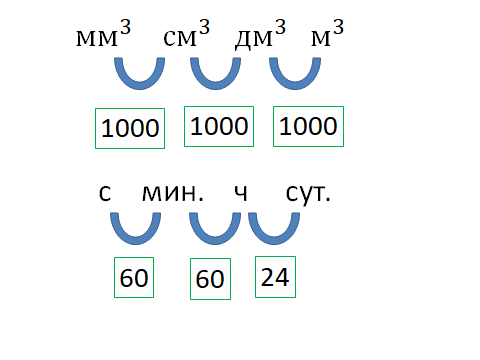 мм³ см³ дм³ м³
1000 1000 1000
с мин. ч сут.
60 60 24